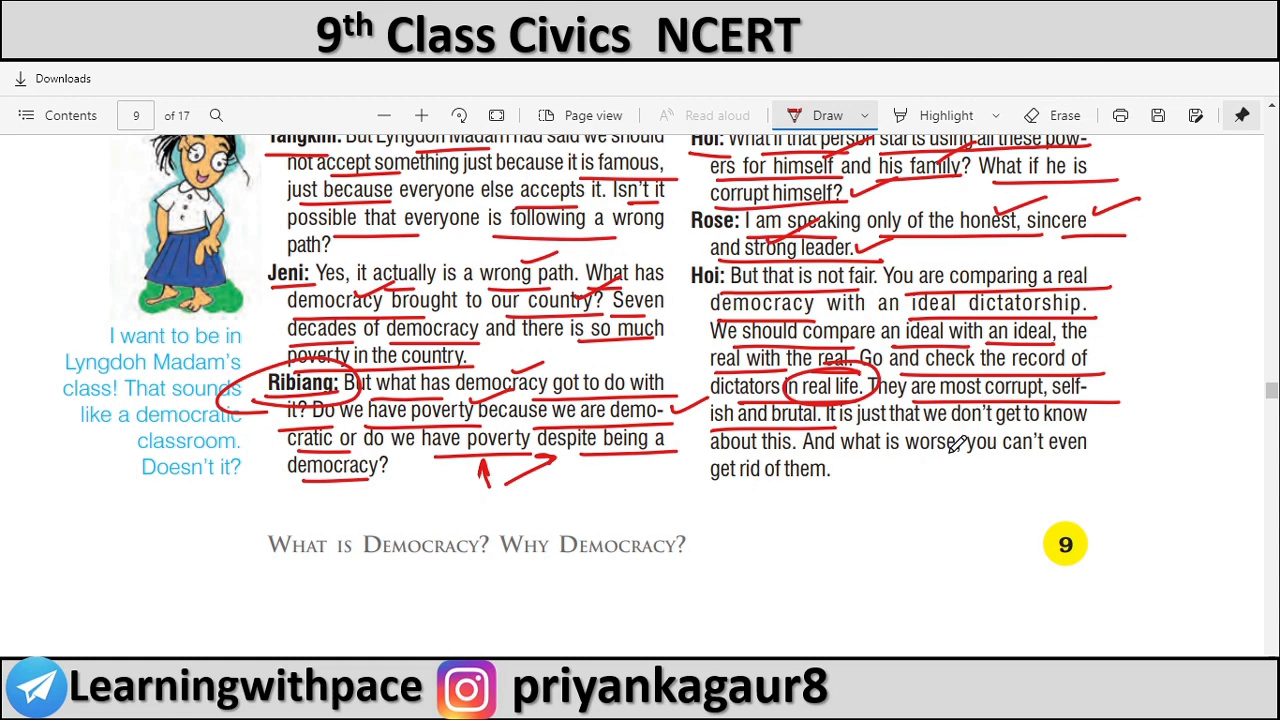 9th Class Civics NCERT
Downloads
Contents
9
of 17
Page view
Read aloud
Draw
Highlight
Erase
Tangkini: But Lyngdoh Madam had said we should
not accept something just because it is famous,
just because everyone else accepts it. Isn't it
possible that everyone is following a wrong
path?
Jeni: Yes, it actually is a wrong path. What has
democracy brought to our country? Seven
decades of democracy and there is so much
poverty in the country.
Ribiang: But what has democracy got to do with
it? Do we have poverty because we are demo-
cratic or do we have poverty despite being a
democracy?
I want to be in
Lyngdoh Madam's
class! That sounds
like a democratic
classroom.
Doesn't it?
Hoi: What if that person starts using all these pow-
ers for himself and his family? What if he is
corrupt himself?
Rose: I am speaking only of the honest, sincere
and strong leader.
Hoi: But that is not fair. You are comparing a real
democracy with an ideal dictatorship.
We should compare an ideal with an ideal, the
real with the real. Go and check the record of
dictators in real life. They are most corrupt, self-
ish and brutal. It is just that we don't get to know
about this. And what is worse, you can't even
get rid of them.
WHAT IS DEMOCRACY? WHY DEMOCRACY?
9
Learningwithpace
priyankagaur8